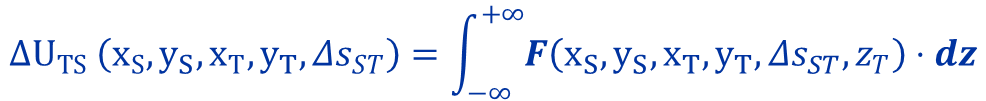 ΔU_TS (x_S, y_S, x_T, y_T, Δs_ST) = ∫_{−∞}^{+∞} F(x_S, y_S, x_T, y_T, Δs_ST, z_T) · dz